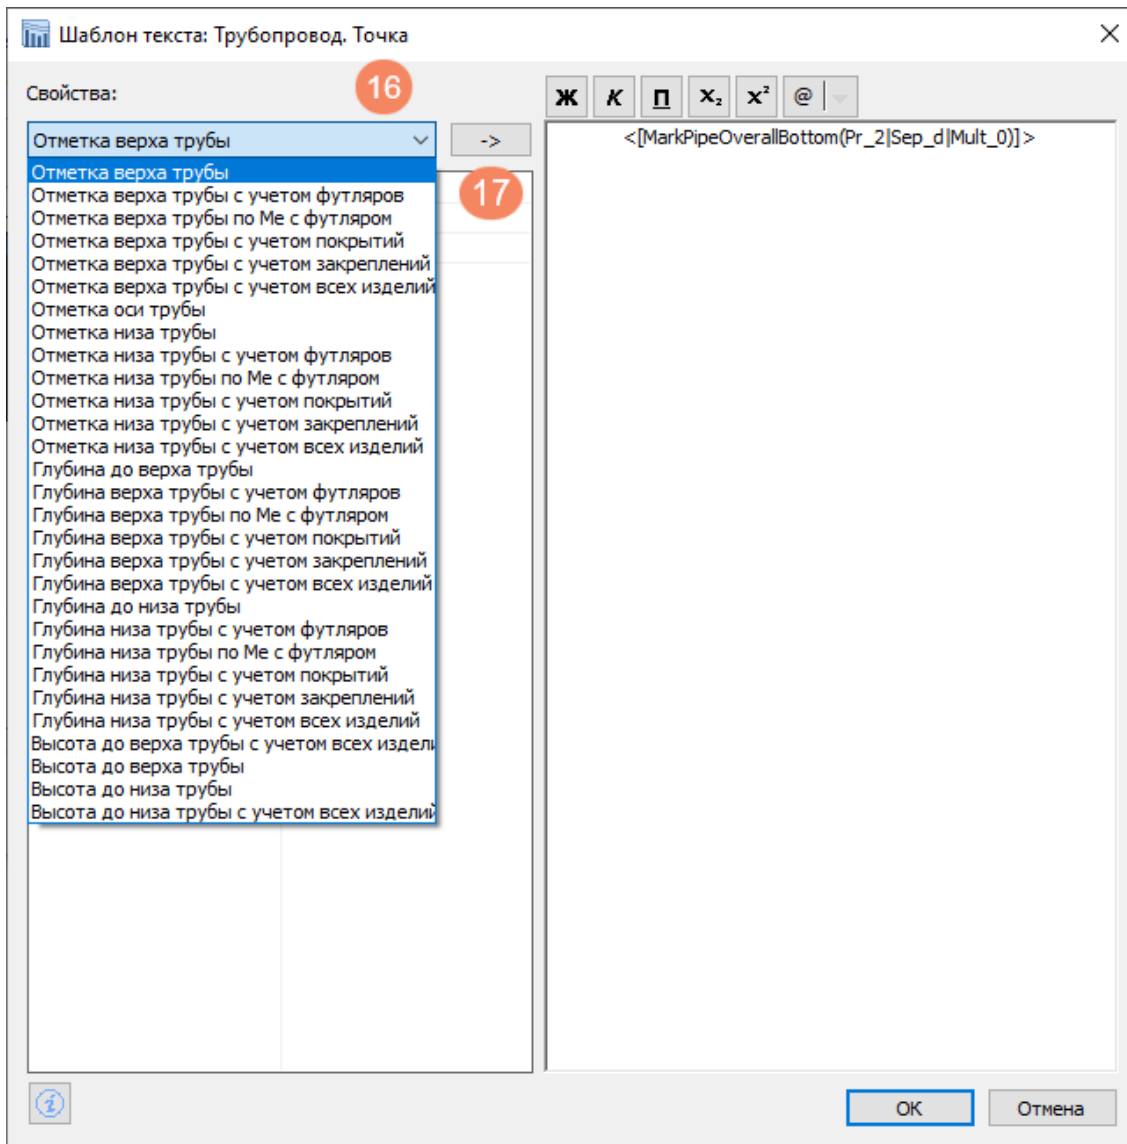 Шаблон текста: Трубопровод. Точка
Свойства:
16
Ж К П x₂ x² @
Отметка верха трубы
->
<[MarkPipeOverallBottom(Pr_2|Sep_d|Mult_0)]>
17
Отметка верха трубы
Отметка верха трубы с учетом футляров
Отметка верха трубы по Ме с футляром
Отметка верха трубы с учетом покрытий
Отметка верха трубы с учетом закреплений
Отметка верха трубы с учетом всех изделий
Отметка оси трубы
Отметка низа трубы
Отметка низа трубы с учетом футляров
Отметка низа трубы по Ме с футляром
Отметка низа трубы с учетом покрытий
Отметка низа трубы с учетом закреплений
Отметка низа трубы с учетом всех изделий
Глубина до верха трубы
Глубина верха трубы с учетом футляров
Глубина верха трубы по Ме с футляром
Глубина верха трубы с учетом покрытий
Глубина верха трубы с учетом закреплений
Глубина верха трубы с учетом всех изделий
Глубина до низа трубы
Глубина низа трубы с учетом футляров
Глубина низа трубы по Ме с футляром
Глубина низа трубы с учетом покрытий
Глубина низа трубы с учетом закреплений
Глубина низа трубы с учетом всех изделий
Высота до верха трубы с учетом всех издели
Высота до верха трубы
Высота до низа трубы
Высота до низа трубы с учетом всех изделий
ОК
Отмена